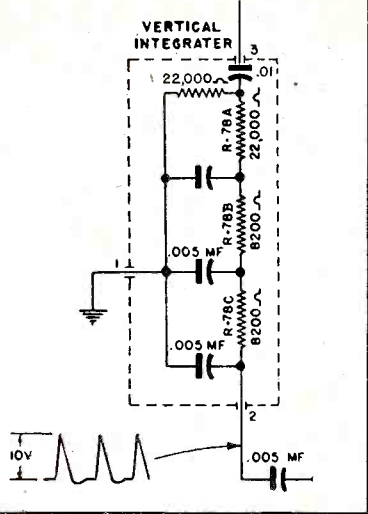 VERTICAL
INTEGRATER
3
.01
22,000 Ω
R-78A
22,000 Ω
R-78B
8200 Ω
1
.005 MF
R-78C
8200 Ω
.005 MF
2
10V
.005 MF